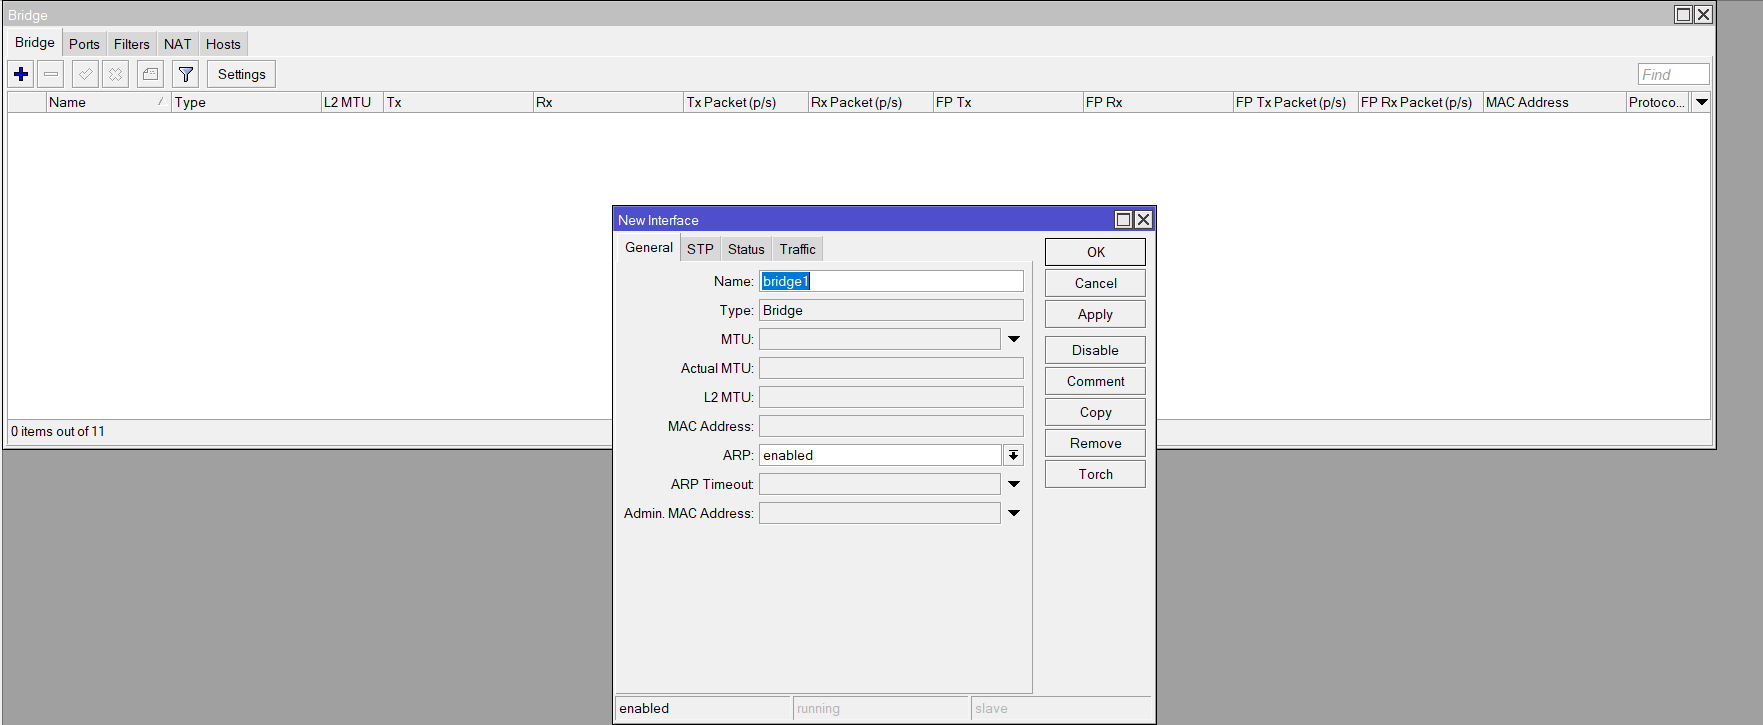 Bridge
Bridge Ports Filters NAT Hosts
Settings Find
Name Type L2 MTU Tx Rx Tx Packet (p/s) Rx Packet (p/s) FP Tx FP Rx FP Tx Packet (p/s) FP Rx Packet (p/s) MAC Address Protoco...
0 items out of 11
New Interface
General STP Status Traffic
Name: bridge1
Type: Bridge
MTU:
Actual MTU:
L2 MTU:
MAC Address:
ARP: enabled
ARP Timeout:
Admin. MAC Address:
OK
Cancel
Apply
Disable
Comment
Copy
Remove
Torch
enabled running slave